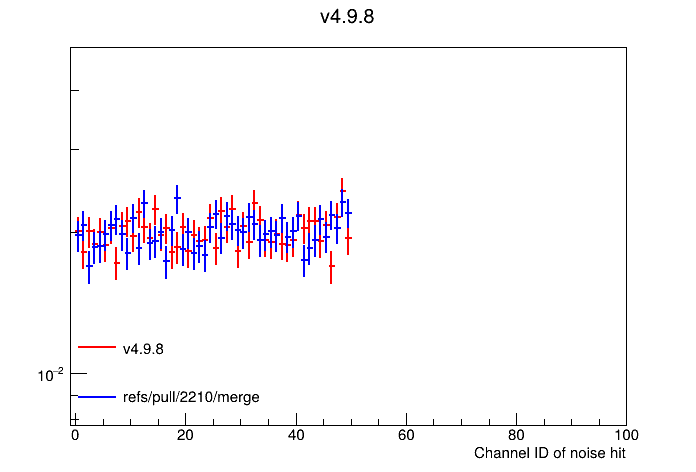 v4.9.8
v4.9.8
10⁻²
refs/pull/2210/merge
0 20 40 60 80 100
Channel ID of noise hit